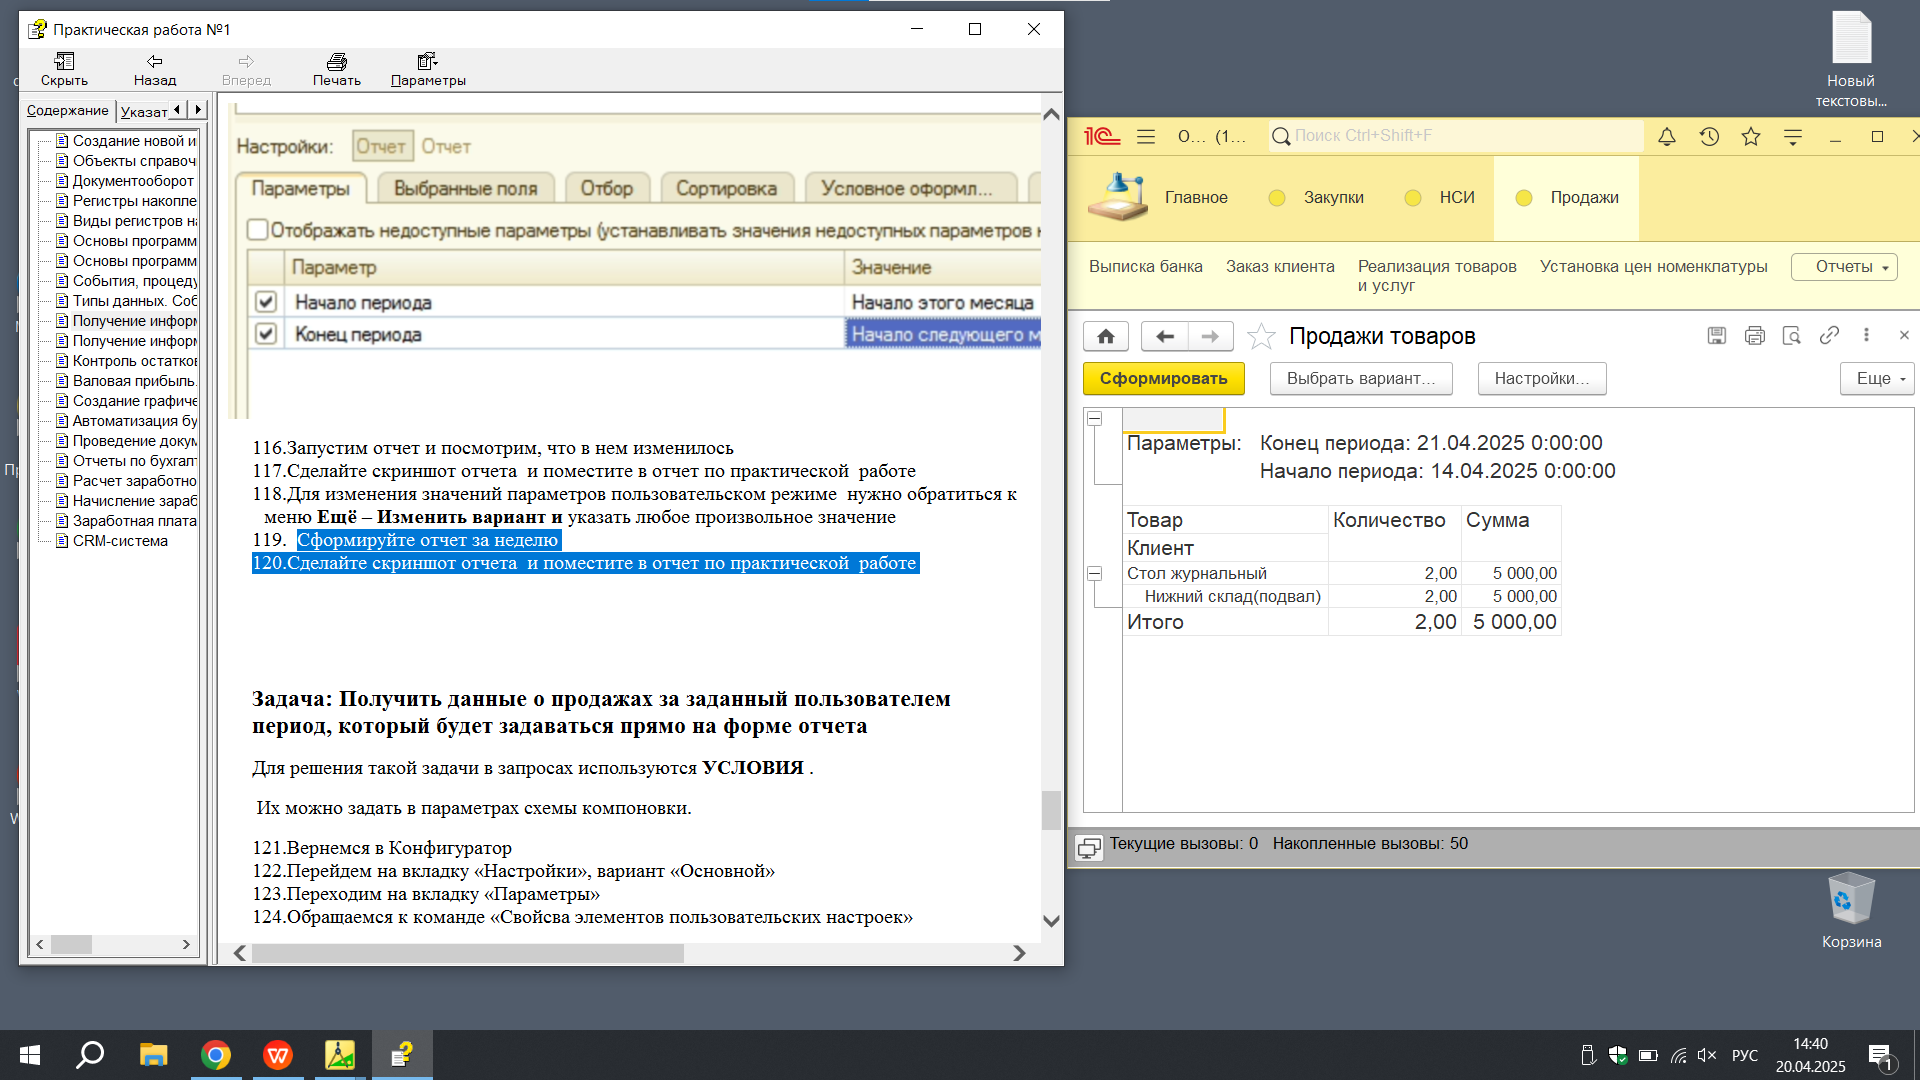 Практическая работа №1
Скрыть
Назад
Вперед
Печать
Параметры
Содержание
Указат
Создание новой и
Объекты справоч
Документооборот
Регистры накопле
Виды регистров на
Основы программ
Основы программ
События, процеду
Типы данных. Соб
Получение информ
Получение информ
Контроль остатков
Валовая прибыль.
Создание графиче
Автоматизация бу
Проведение докум
Отчеты по бухгалт
Расчет заработно
Начисление зараб
Заработная плата
CRM-система
Настройки: Отчет Отчет
Параметры
Выбранные поля
Отбор
Сортировка
Условное оформл...
Отображать недоступные параметры (устанавливать значения недоступных параметров
Параметр Значение
Начало периода Начало этого месяца
Конец периода Начало следующего м
116.Запустим отчет и посмотрим, что в нем изменилось
117.Сделайте скриншот отчета и поместите в отчет по практической работе
118.Для изменения значений параметров пользовательском режиме нужно обратиться к
меню Ещё – Изменить вариант и указать любое произвольное значение
119. Сформируйте отчет за неделю
120.Сделайте скриншот отчета и поместите в отчет по практической работе
Задача: Получить данные о продажах за заданный пользователем
период, который будет задаваться прямо на форме отчета
Для решения такой задачи в запросах используются УСЛОВИЯ .
Их можно задать в параметрах схемы компоновки.
121.Вернемся в Конфигуратор
122.Перейдем на вкладку «Настройки», вариант «Основной»
123.Переходим на вкладку «Параметры»
124.Обращаемся к команде «Свойсва элементов пользовательских настроек»
1С О... (1... Поиск Ctrl+Shift+F
Главное
Закупки
НСИ
Продажи
Выписка банка
Заказ клиента
Реализация товаров
и услуг
Установка цен номенклатуры
Отчеты
Продажи товаров
Сформировать
Выбрать вариант...
Настройки...
Еще
Параметры: Конец периода: 21.04.2025 0:00:00
Начало периода: 14.04.2025 0:00:00
Товар Количество Сумма
Клиент
Стол журнальный 2,00 5 000,00
Нижний склад(подвал) 2,00 5 000,00
Итого 2,00 5 000,00
Текущие вызовы: 0 Накопленные вызовы: 50
Новый
текстовы...
Корзина
РУС
14:40
20.04.2025
1